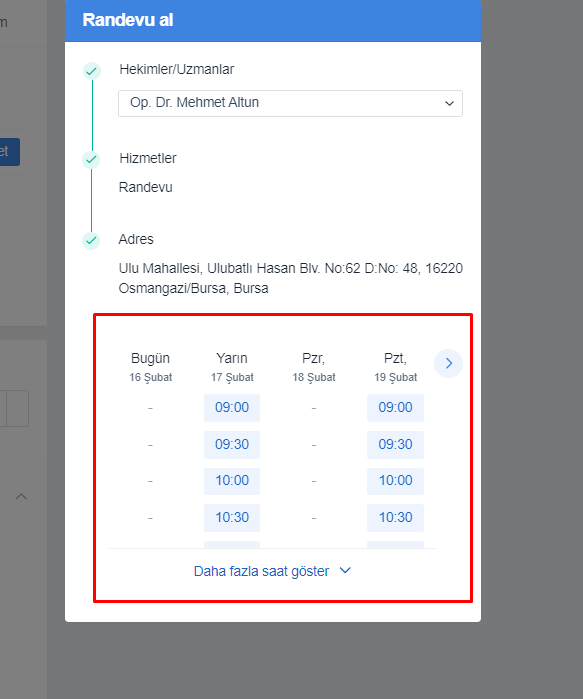 m
et
Randevu al
Hekimler/Uzmanlar
Op. Dr. Mehmet Altun
Hizmetler
Randevu
Adres
Ulu Mahallesi, Ulubatlı Hasan Blv. No:62 D:No: 48, 16220
Osmangazi/Bursa, Bursa
Bugün Yarın Pzr, Pzt,
16 Şubat 17 Şubat 18 Şubat 19 Şubat
- 09:00 - 09:00
- 09:30 - 09:30
- 10:00 - 10:00
- 10:30 - 10:30
Daha fazla saat göster